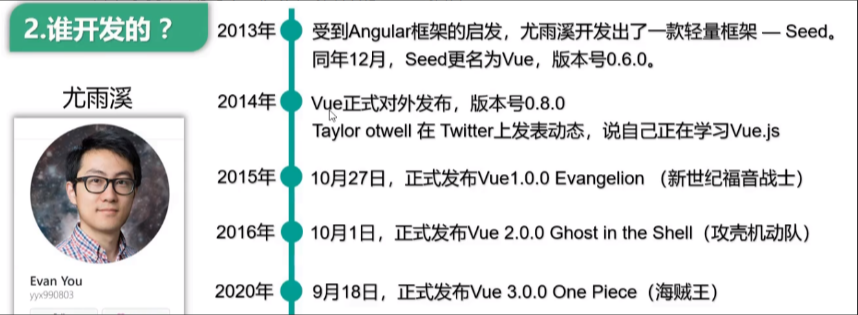 2.谁开发的？
尤雨溪
Evan You
yyx990803
2013年
受到Angular框架的启发，尤雨溪开发出了一款轻量框架 — Seed。
同年12月，Seed更名为Vue，版本号0.6.0。
2014年
Vue正式对外发布，版本号0.8.0
Taylor otwell 在 Twitter上发表动态，说自己正在学习Vue.js
2015年
10月27日，正式发布Vue1.0.0 Evangelion （新世纪福音战士）
2016年
10月1日，正式发布Vue 2.0.0 Ghost in the Shell（攻壳机动队）
2020年
9月18日，正式发布Vue 3.0.0 One Piece（海贼王）